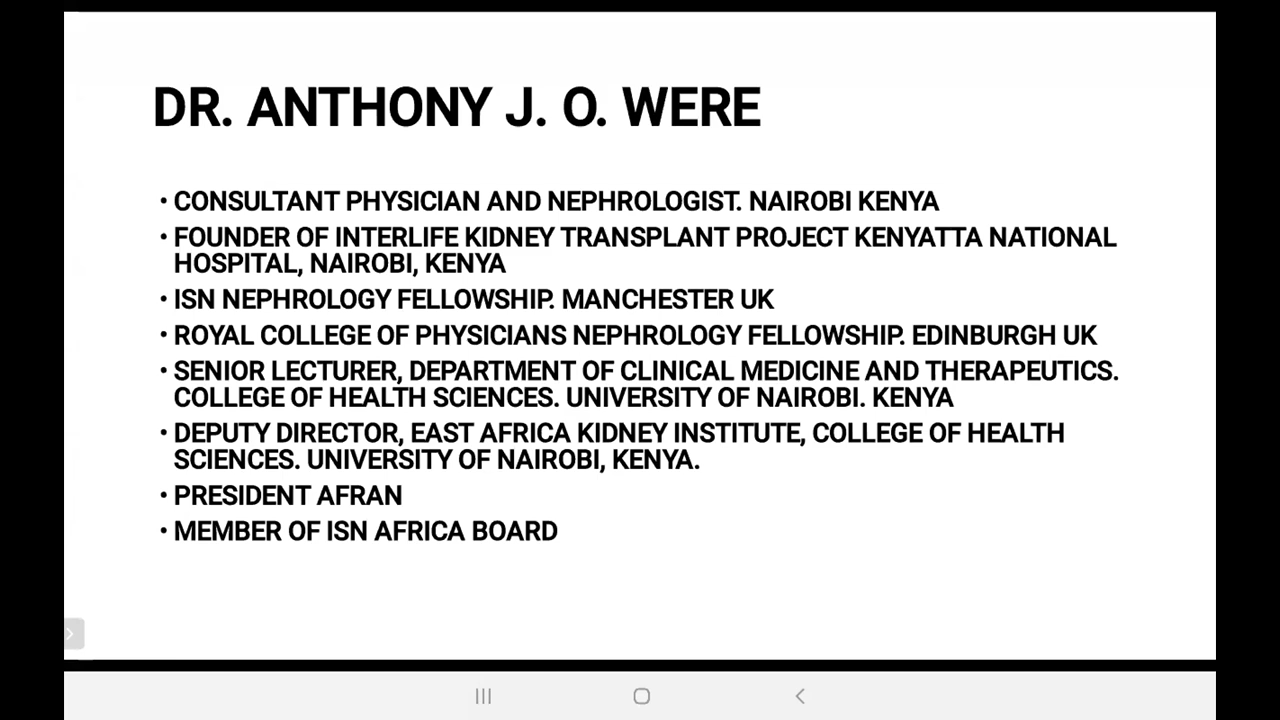 DR. ANTHONY J. O. WERE
• CONSULTANT PHYSICIAN AND NEPHROLOGIST. NAIROBI KENYA
• FOUNDER OF INTERLIFE KIDNEY TRANSPLANT PROJECT KENYATTA NATIONAL
HOSPITAL, NAIROBI, KENYA
• ISN NEPHROLOGY FELLOWSHIP. MANCHESTER UK
• ROYAL COLLEGE OF PHYSICIANS NEPHROLOGY FELLOWSHIP. EDINBURGH UK
• SENIOR LECTURER, DEPARTMENT OF CLINICAL MEDICINE AND THERAPEUTICS.
COLLEGE OF HEALTH SCIENCES. UNIVERSITY OF NAIROBI. KENYA
• DEPUTY DIRECTOR, EAST AFRICA KIDNEY INSTITUTE, COLLEGE OF HEALTH
SCIENCES. UNIVERSITY OF NAIROBI, KENYA.
• PRESIDENT AFRAN
• MEMBER OF ISN AFRICA BOARD